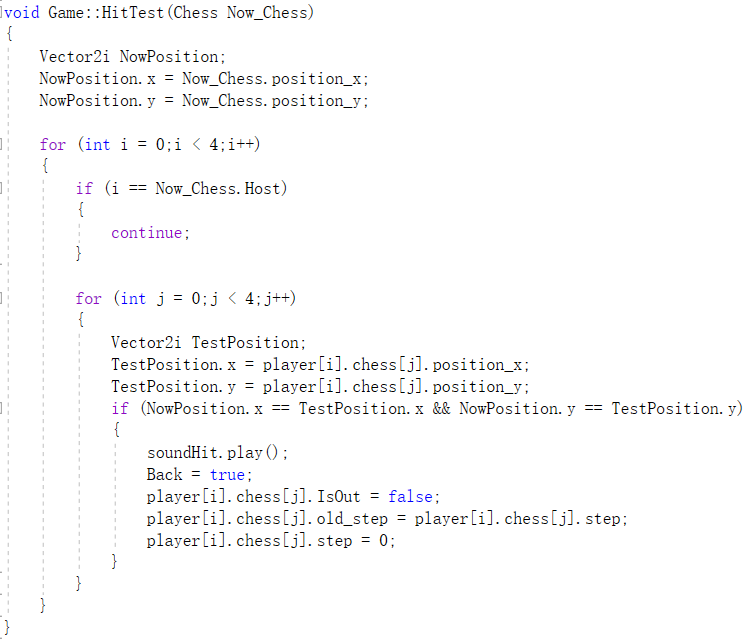 void Game::HitTest(Chess Now_Chess)
{
Vector2i NowPosition;
NowPosition.x = Now_Chess.position_x;
NowPosition.y = Now_Chess.position_y;
for (int i = 0;i < 4;i++)
{
if (i == Now_Chess.Host)
{
continue;
}
for (int j = 0;j < 4;j++)
{
Vector2i TestPosition;
TestPosition.x = player[i].chess[j].position_x;
TestPosition.y = player[i].chess[j].position_y;
if (NowPosition.x == TestPosition.x && NowPosition.y == TestPosition.y)
{
soundHit.play();
Back = true;
player[i].chess[j].IsOut = false;
player[i].chess[j].old_step = player[i].chess[j].step;
player[i].chess[j].step = 0;
}
}
}
}